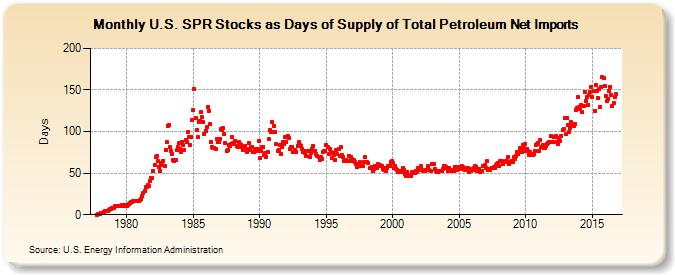 Monthly U.S. SPR Stocks as Days of Supply of Total Petroleum Net Imports
Days
200
150
100
50
0
1980 1985 1990 1995 2000 2005 2010 2015
Source: U.S. Energy Information Administration